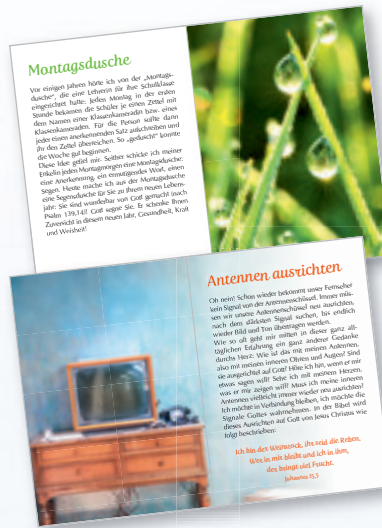 Montagsdusche
Vor einigen Jahren hörte ich von der „Montags-
dusche“, die eine Lehrerin für ihre Schulklasse
eingerichtet hatte: Jeden Montag in der ersten
Stunde bekamen die Schüler je einen Zettel mit
dem Namen einer Klassenkameradin bzw. eines
Klassenkameraden. Für die Person sollte dann
jeder einen anerkennenden Satz aufschreiben und
ihr den Zettel überreichen. So „geduscht“ konnte
die Woche gut beginnen.
Diese Idee gefiel mir. Seither schicke ich meiner
Enkelin jeden Montagmorgen eine Montagsdusche:
eine Anerkennung, ein ermutigendes Wort, einen
Segen. Heute mache ich aus der Montagsdusche
eine Segensdusche für Sie zu Ihrem neuen Lebens-
jahr: Sie sind wunderbar von Gott gemacht (nach
Psalm 139,14)! Gott segne Sie. Er schenke Ihnen
Zuversicht in diesem neuen Jahr, Gesundheit, Kraft
und Weisheit!
Antennen ausrichten
Oh nein! Schon wieder bekommt unser Fernseher
kein Signal von der Antennenschüssel. Immer müs-
sen wir unsere Antennenschüssel neu ausrichten,
nach dem stärksten Signal suchen, bis endlich
wieder Bild und Ton übertragen werden.
Wie so oft geht mir mitten in dieser ganz all-
täglichen Erfahrung ein ganz anderer Gedanke
durchs Herz: Wie ist das mit meinen Antennen,
also mit meinen inneren Ohren und Augen? Sind
sie ausgerichtet auf Gott? Höre ich hin, wenn er mir
etwas sagen will? Sehe ich mit meinem Herzen,
was er mir zeigen will? Muss ich meine inneren
Antennen vielleicht immer wieder neu ausrichten?
Ich möchte in Verbindung bleiben, ich möchte die
Signale Gottes wahrnehmen. In der Bibel wird
dieses Ausrichten auf Gott von Jesus Christus wie
folgt beschrieben:
Ich bin der Weinstock, ihr seid die Reben.
Wer in mir bleibt und ich in ihm,
der bringt viel Frucht.
Johannes 15,5